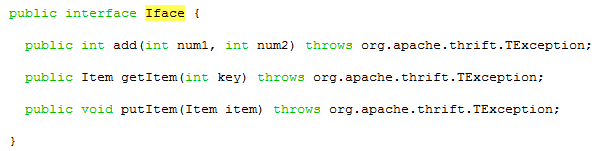 public interface Iface {
public int add(int num1, int num2) throws org.apache.thrift.TException;
public Item getItem(int key) throws org.apache.thrift.TException;
public void putItem(Item item) throws org.apache.thrift.TException;
}